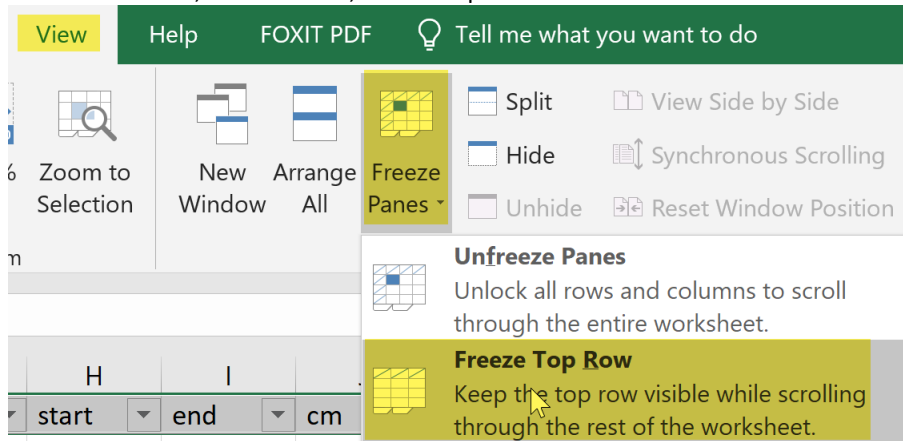 View Help FOXIT PDF Tell me what you want to do
Split View Side by Side
Hide Synchronous Scrolling
% Zoom to New Arrange Freeze
Selection Window All Panes Unhide Reset Window Position
m
Unfreeze Panes
Unlock all rows and columns to scroll
through the entire worksheet.
Freeze Top Row
Keep the top row visible while scrolling
through the rest of the worksheet.
H I
start end cm